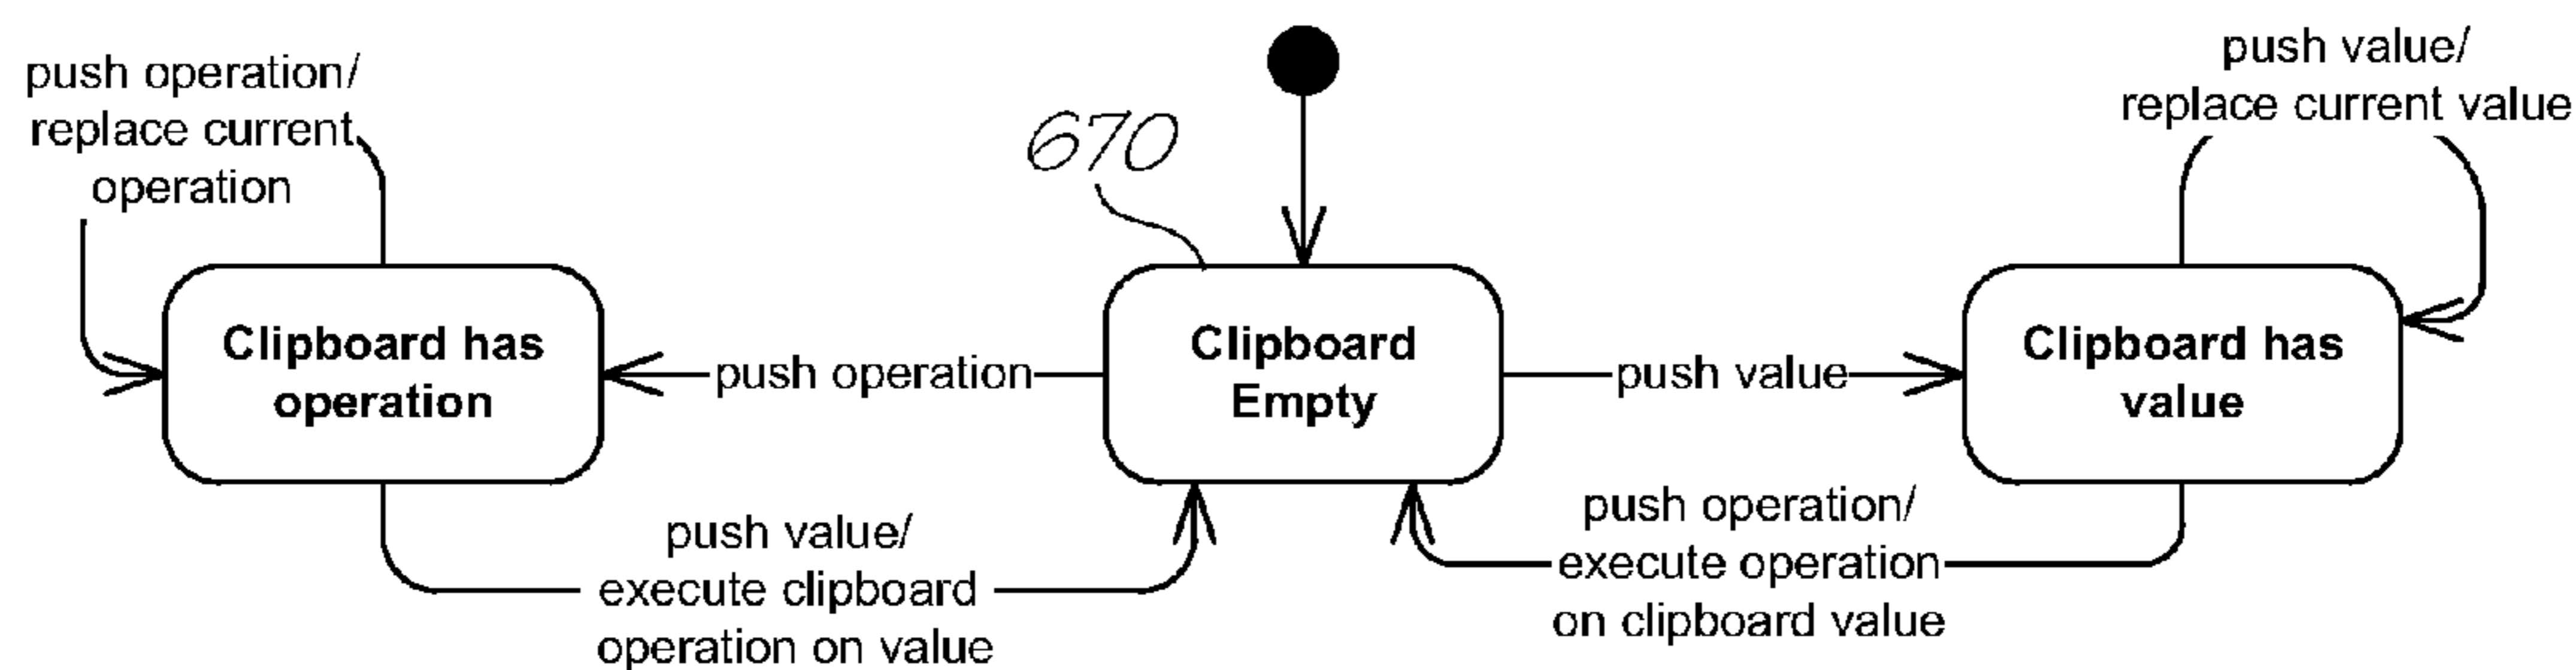 push operation/
replace current
operation
670
push value/
replace current value
Clipboard has
operation
push operation
Clipboard
Empty
push value
Clipboard has
value
push value/
execute clipboard
operation on value
push operation/
execute operation
on clipboard value